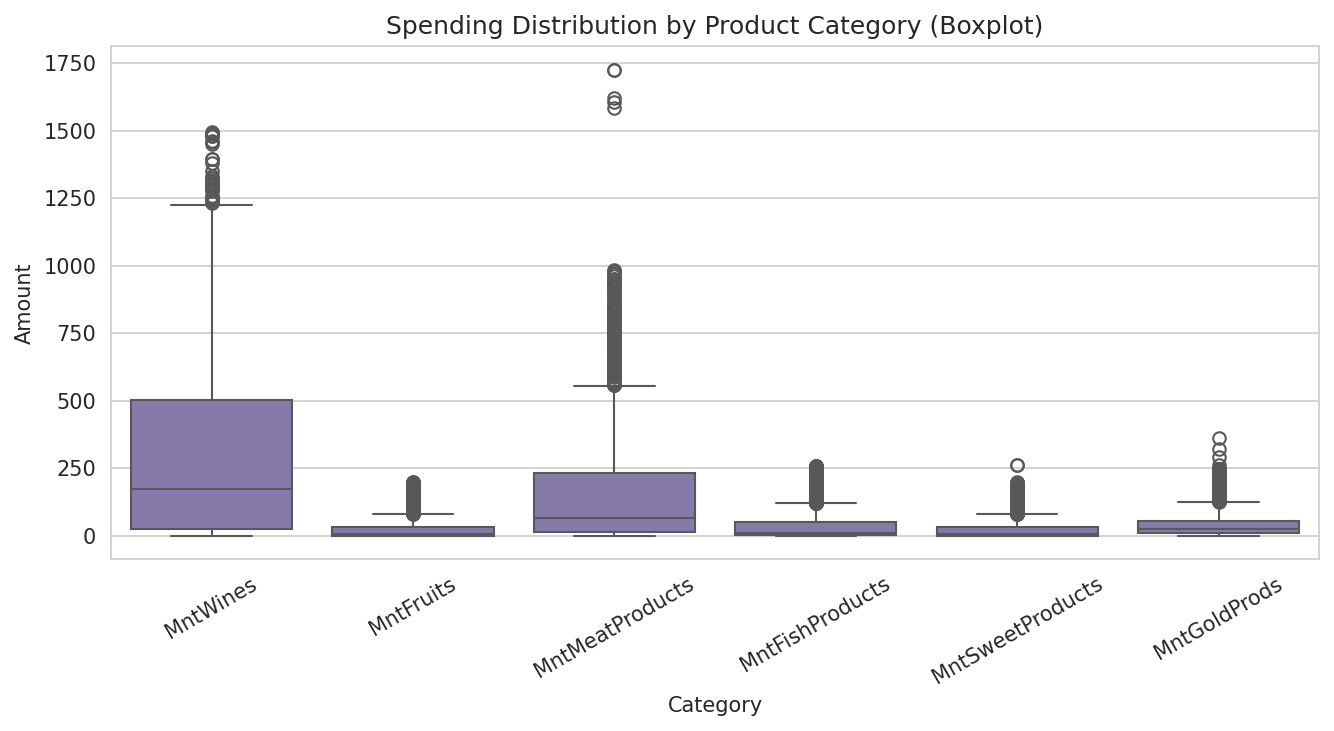 Spending Distribution by Product Category (Boxplot)
Amount
1750
1500
1250
1000
750
500
250
0
MntWines
MntFruits
MntMeatProducts
MntFishProducts
MntSweetProducts
MntGoldProds
Category